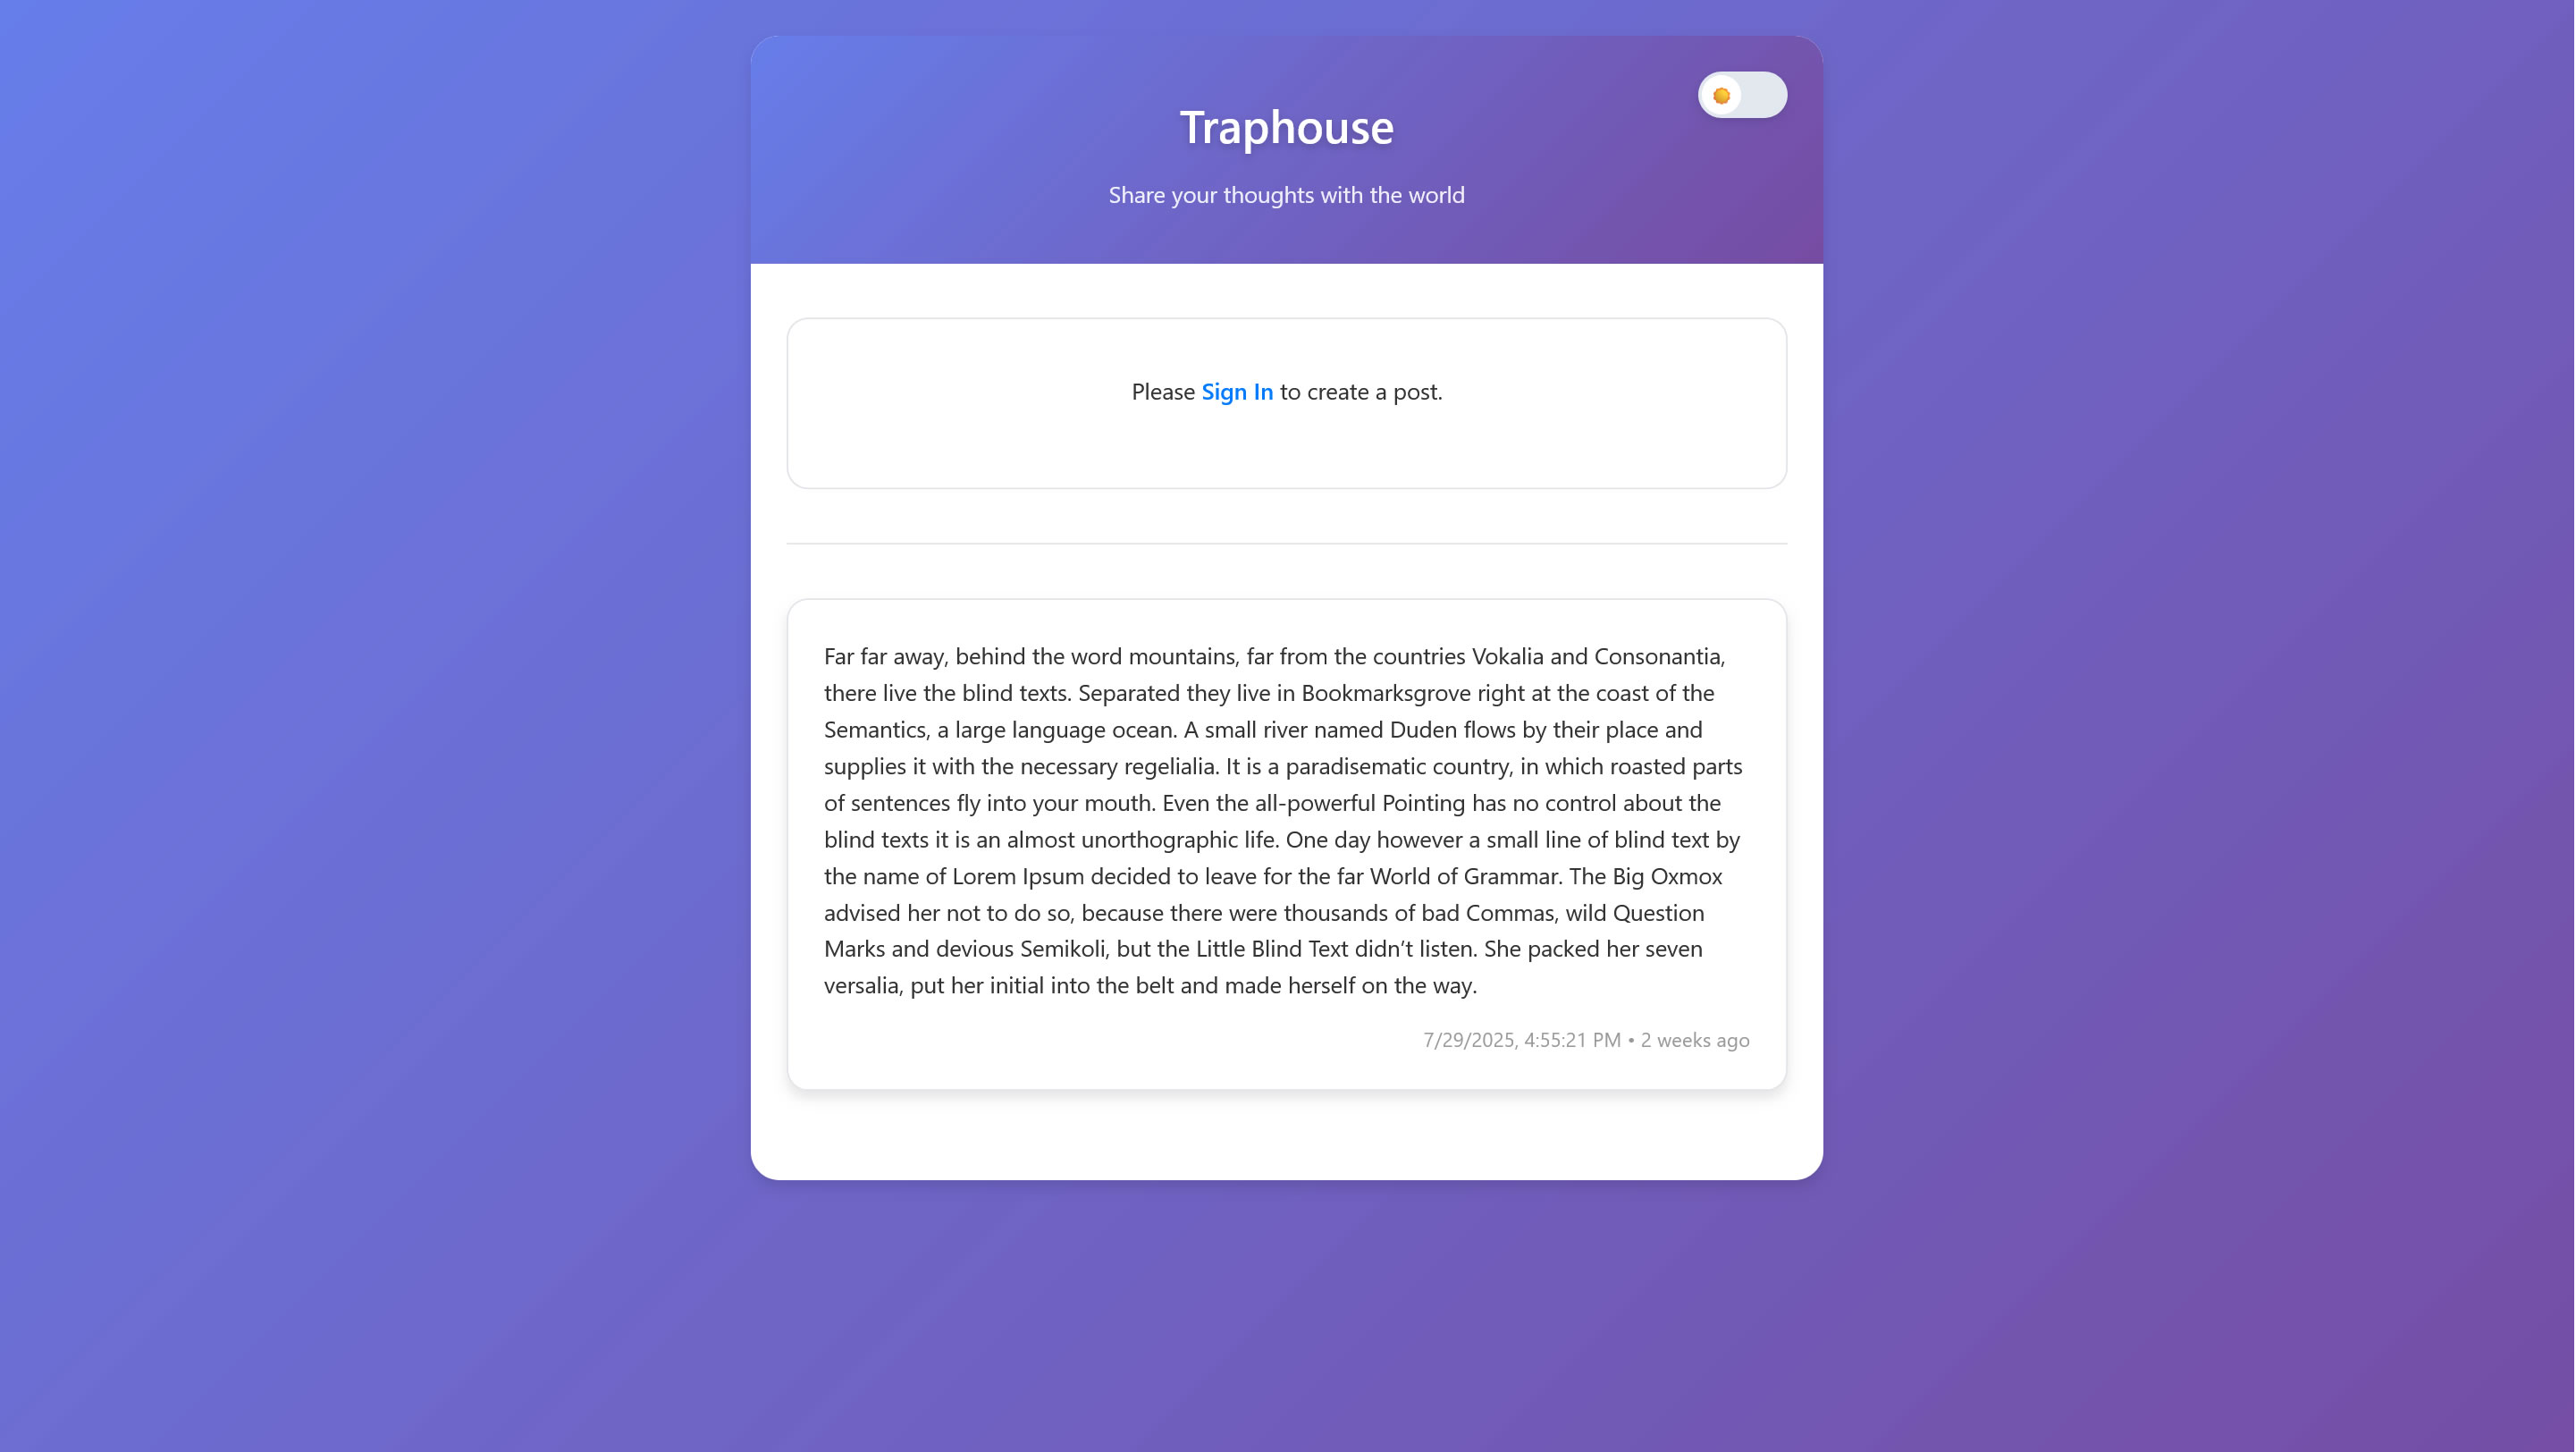 Traphouse
Share your thoughts with the world
Please Sign In to create a post.
Far far away, behind the word mountains, far from the countries Vokalia and Consonantia,
there live the blind texts. Separated they live in Bookmarksgrove right at the coast of the
Semantics, a large language ocean. A small river named Duden flows by their place and
supplies it with the necessary regelialia. It is a paradisematic country, in which roasted parts
of sentences fly into your mouth. Even the all-powerful Pointing has no control about the
blind texts it is an almost unorthographic life. One day however a small line of blind text by
the name of Lorem Ipsum decided to leave for the far World of Grammar. The Big Oxmox
advised her not to do so, because there were thousands of bad Commas, wild Question
Marks and devious Semikoli, but the Little Blind Text didn’t listen. She packed her seven
versalia, put her initial into the belt and made herself on the way.
7/29/2025, 4:55:21 PM • 2 weeks ago